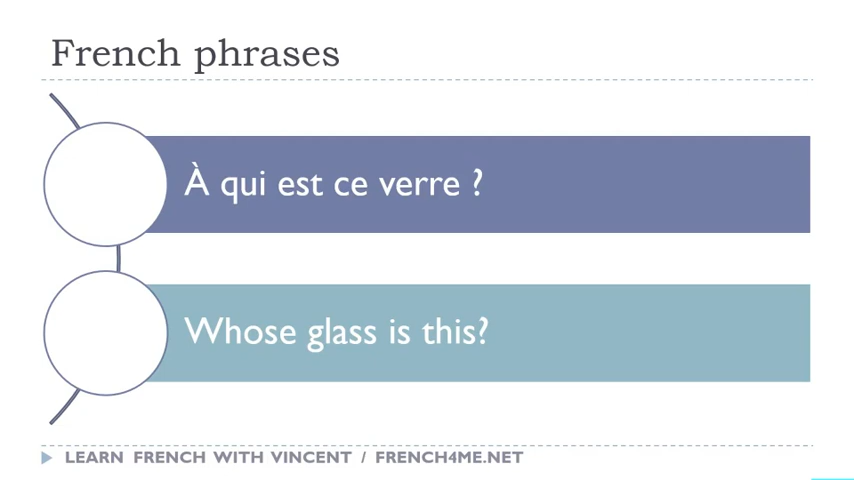 French phrases
À qui est ce verre ?
Whose glass is this?
LEARN FRENCH WITH VINCENT / FRENCH4ME.NET